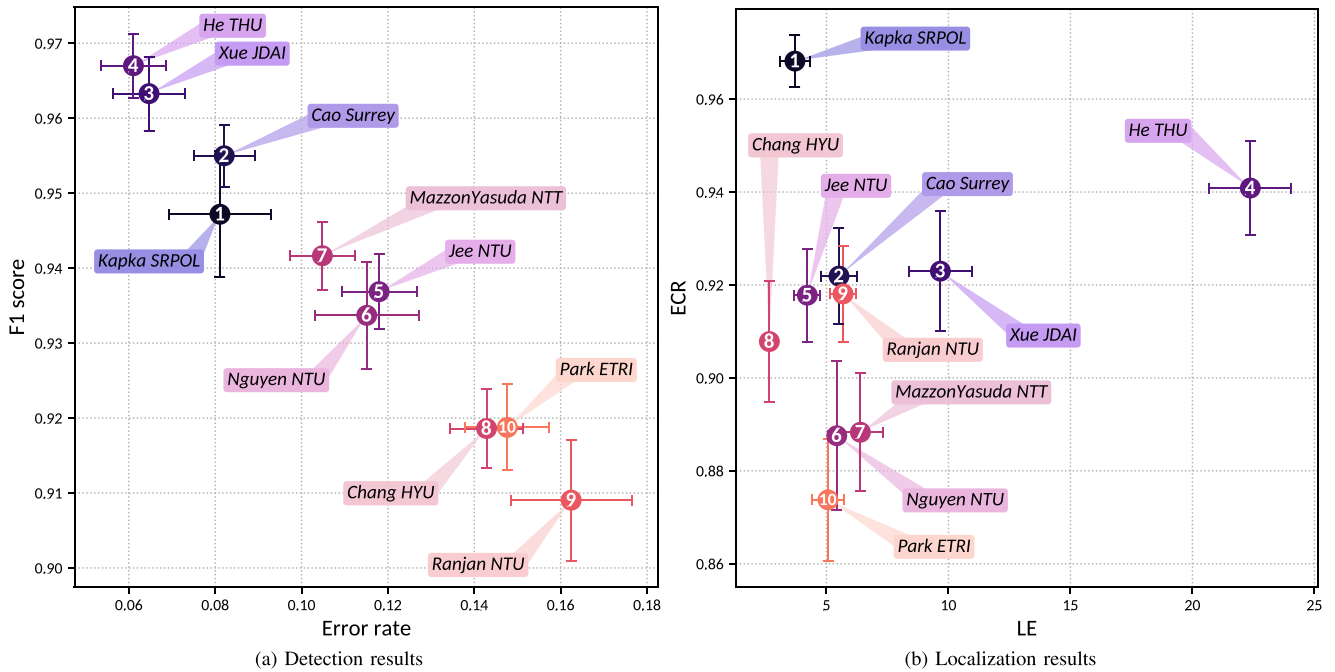 He THU
Xue JDAI
Cao Surrey
MazzonYasuda NTT
Jee NTU
Kapka SRPOL
Nguyen NTU
Park ETRI
Chang HYU
Ranjan NTU
4
3
2
1
7
5
6
8
10
9
0.97
0.96
0.95
0.94
0.93
0.92
0.91
0.90
F1 score
0.06 0.08 0.10 0.12 0.14 0.16 0.18
Error rate
(a) Detection results
Kapka SRPOL
Chang HYU
He THU
Jee NTU
Cao Surrey
Xue JDAI
Ranjan NTU
MazzonYasuda NTT
Nguyen NTU
Park ETRI
1
4
2
3
5
9
8
7
6
10
0.96
0.94
0.92
0.90
0.88
0.86
ECR
5 10 15 20 25
LE
(b) Localization results